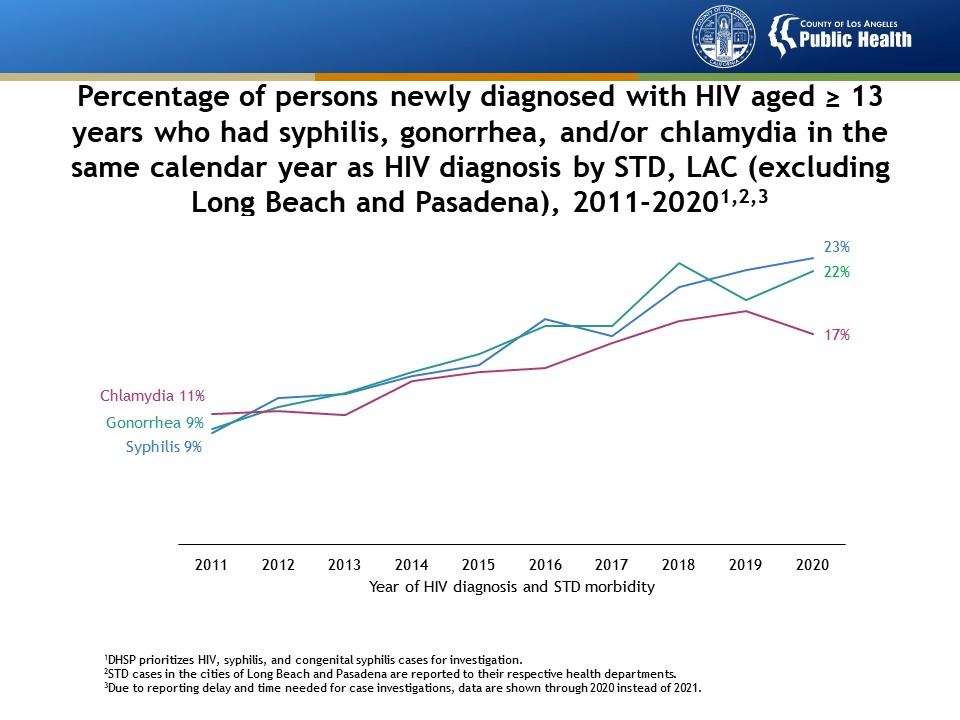 COUNTY OF LOS ANGELES
CALIFORNIA
County of Los Angeles
Public Health
Percentage of persons newly diagnosed with HIV aged ≥ 13
years who had syphilis, gonorrhea, and/or chlamydia in the
same calendar year as HIV diagnosis by STD, LAC (excluding
Long Beach and Pasadena), 2011-2020¹,²,³
23%
22%
17%
Chlamydia 11%
Gonorrhea 9%
Syphilis 9%
2011 2012 2013 2014 2015 2016 2017 2018 2019 2020
Year of HIV diagnosis and STD morbidity
¹DHSP prioritizes HIV, syphilis, and congenital syphilis cases for investigation.
²STD cases in the cities of Long Beach and Pasadena are reported to their respective health departments.
³Due to reporting delay and time needed for case investigations, data are shown through 2020 instead of 2021.